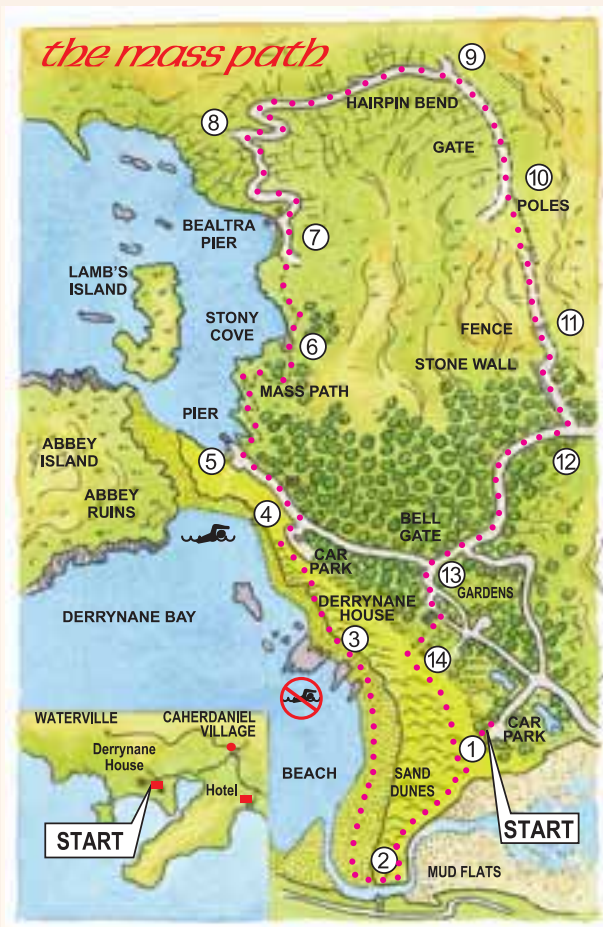 the mass path
9
HAIRPIN BEND
8
GATE
10
POLES
BEALTRA
PIER
7
LAMB'S
ISLAND
STONY
COVE
11
FENCE
6
STONE WALL
MASS PATH
PIER
ABBEY
ISLAND
5
12
ABBEY
RUINS
4
BELL
GATE
CAR
PARK
13
GARDENS
DERRYNANE BAY
DERRYNANE
HOUSE
3
14
CAR
PARK
1
BEACH
SAND
DUNES
START
2
MUD FLATS
WATERVILLE
CAHERDANIEL
VILLAGE
Derrynane
House
Hotel
START